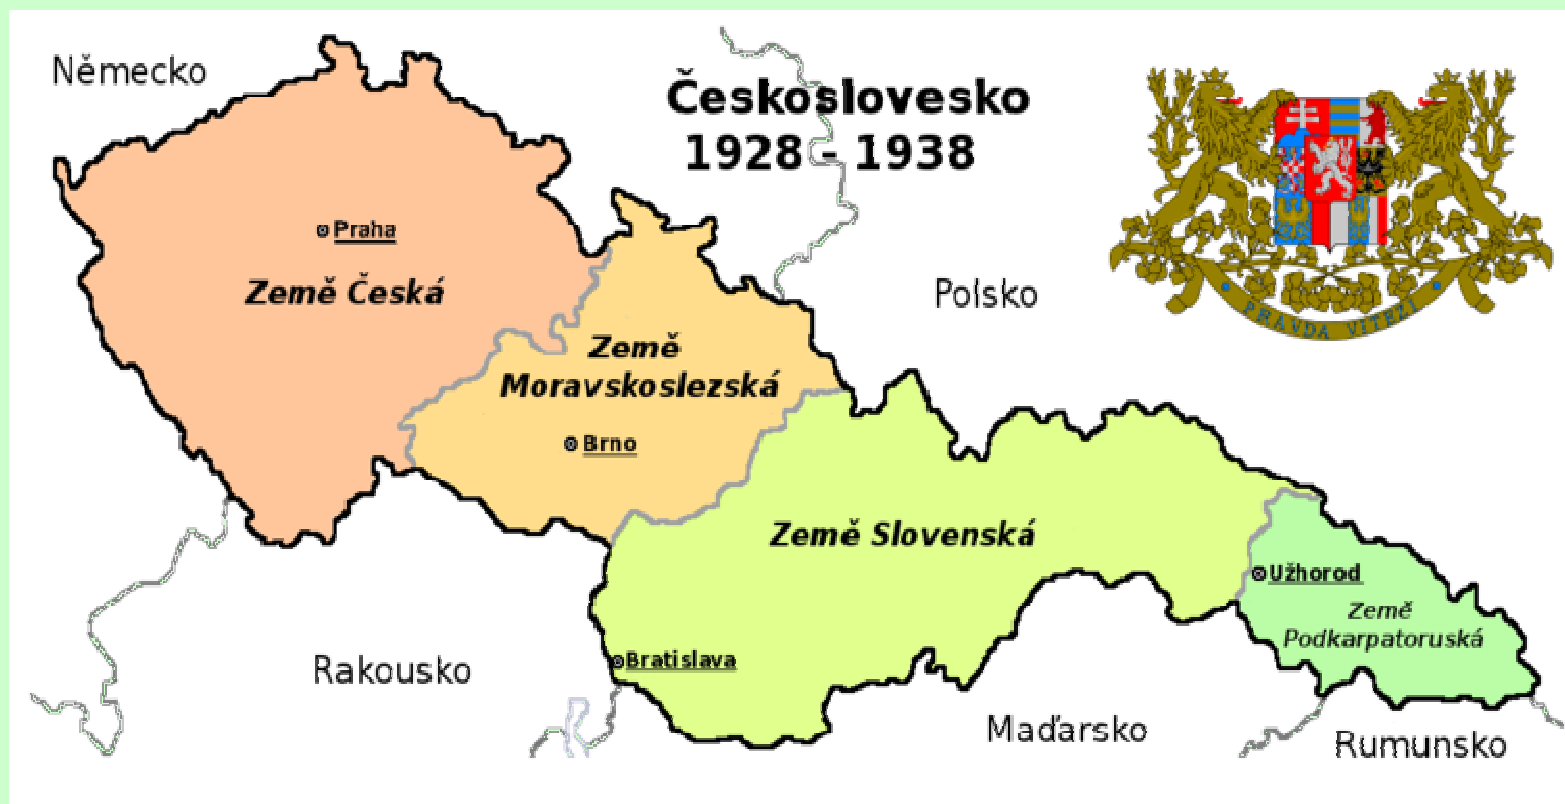 Německo
Českoslovesko
1928 - 1938
Praha
Země Česká
Polsko
PRAVDA VÍTĚZÍ
Země
Moravskoslezská
Brno
Země Slovenská
Užhorod
Země
Podkarpatoruská
Bratislava
Rakousko
Maďarsko
Rumunsko